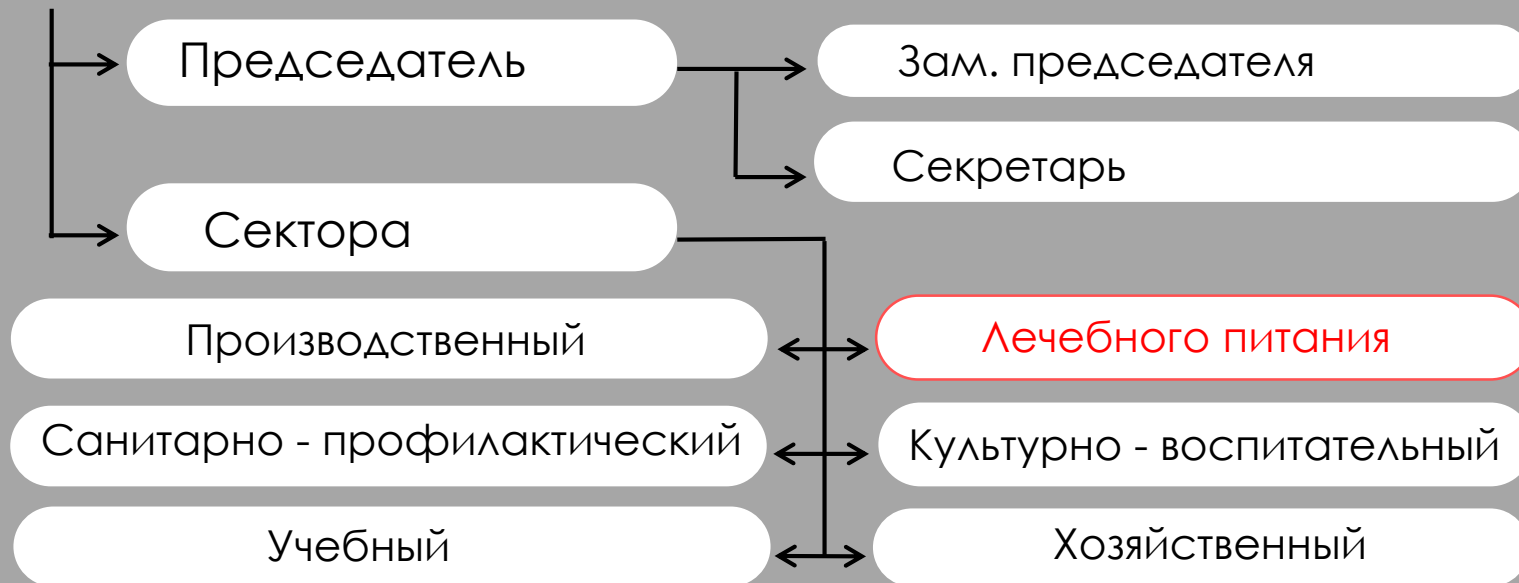 Председатель
Зам. председателя
Секретарь
Сектора
Производственный
Лечебного питания
Санитарно - профилактический
Культурно - воспитательный
Учебный
Хозяйственный